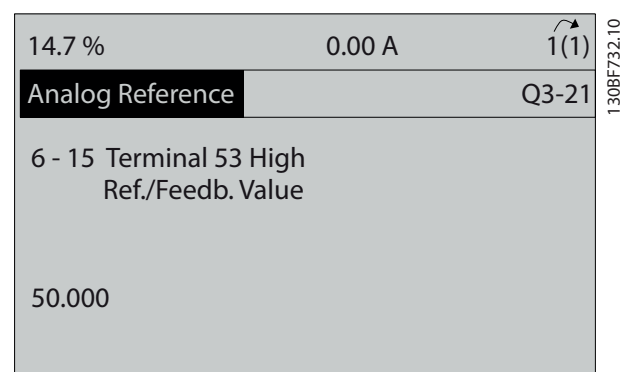 14.7 % 0.00 A 1(1)
Analog Reference Q3-21
6 - 15 Terminal 53 High
Ref./Feedb. Value
50.000
130BF732.10